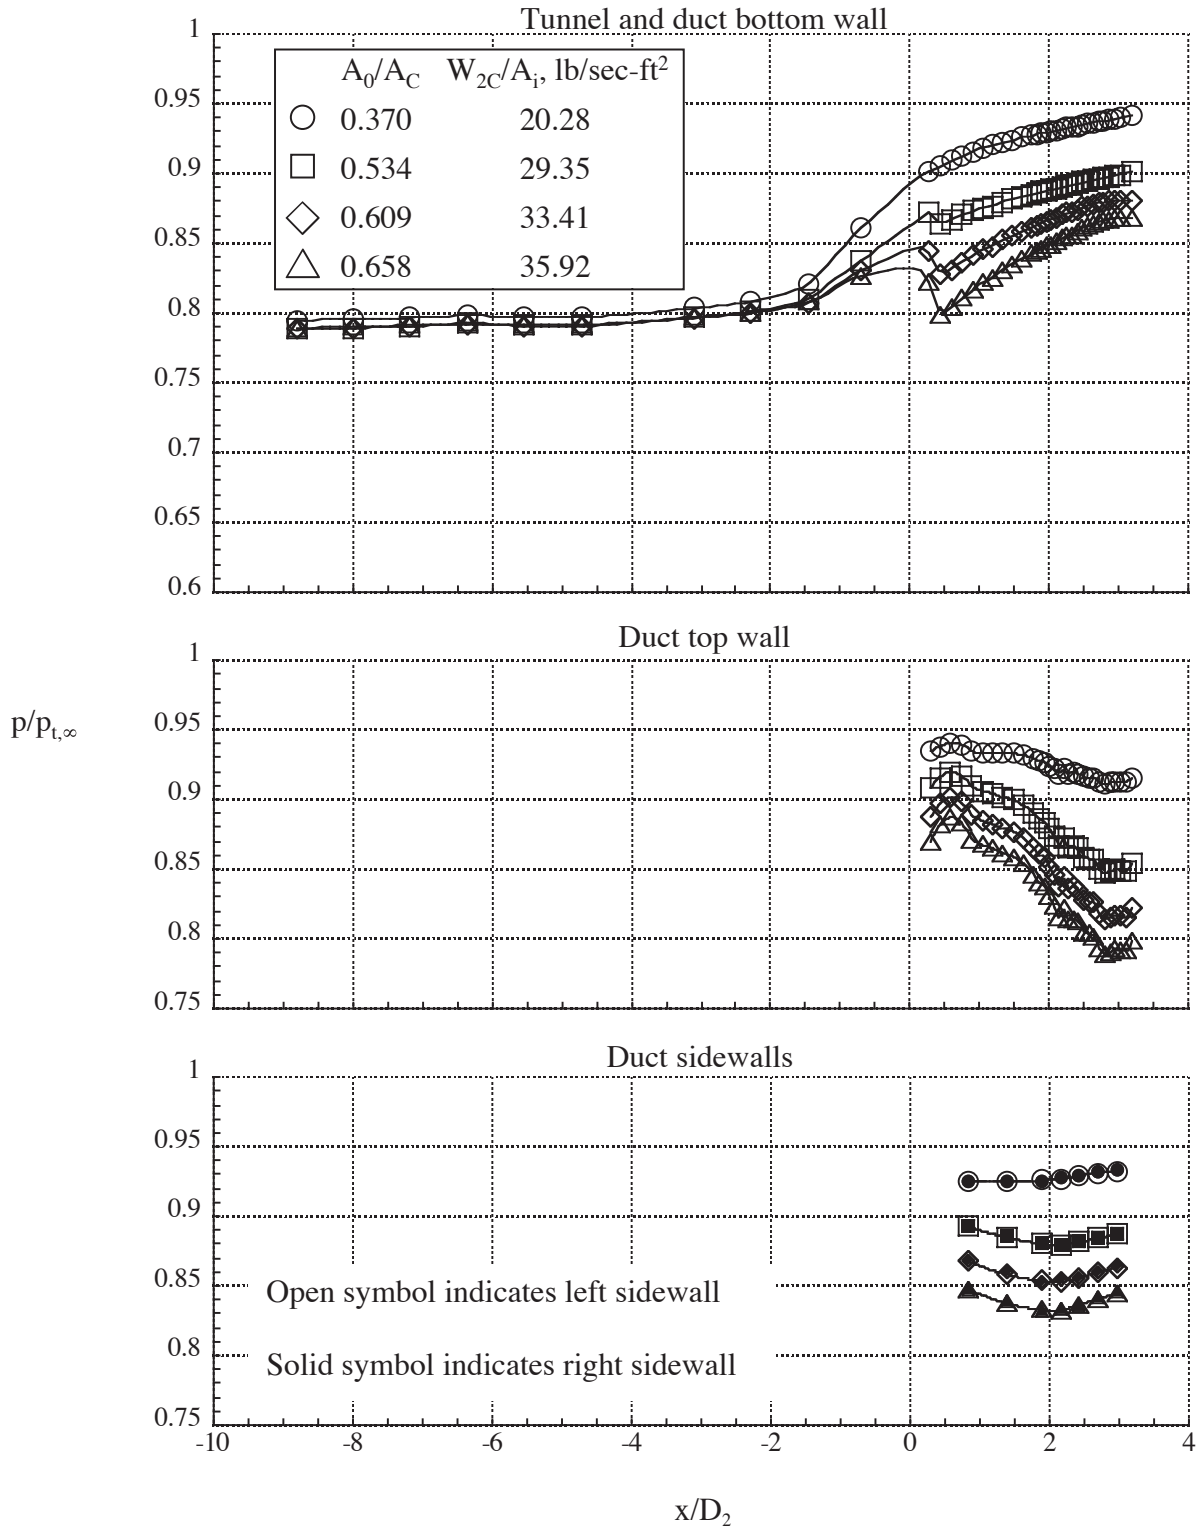 Tunnel and duct bottom wall
A₀/A_C W₂C/Aᵢ, lb/sec-ft²
0.370 20.28
0.534 29.35
0.609 33.41
0.658 35.92
1
0.95
0.9
0.85
0.8
0.75
0.7
0.65
0.6
Duct top wall
1
0.95
0.9
0.85
0.8
0.75
p/p_t,∞
Duct sidewalls
1
0.95
0.9
0.85
0.8
0.75
Open symbol indicates left sidewall
Solid symbol indicates right sidewall
-10 -8 -6 -4 -2 0 2 4
x/D₂